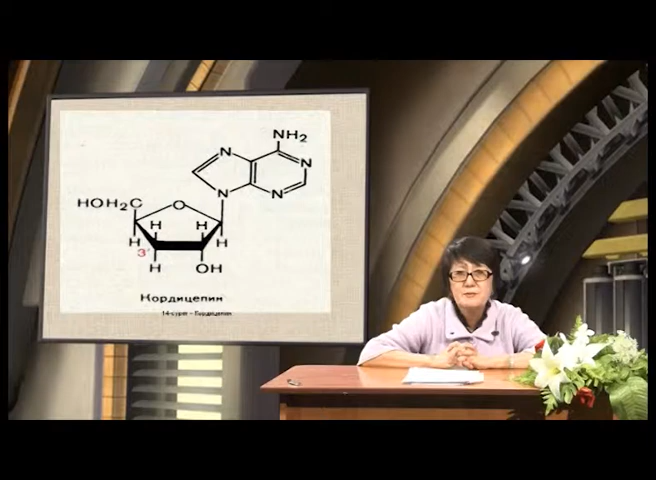 NH₂
N
N
N
N
HOH₂C
O
H
H
H
H
3'
H
OH
Кордицепин
14-сурет – Кордицепин